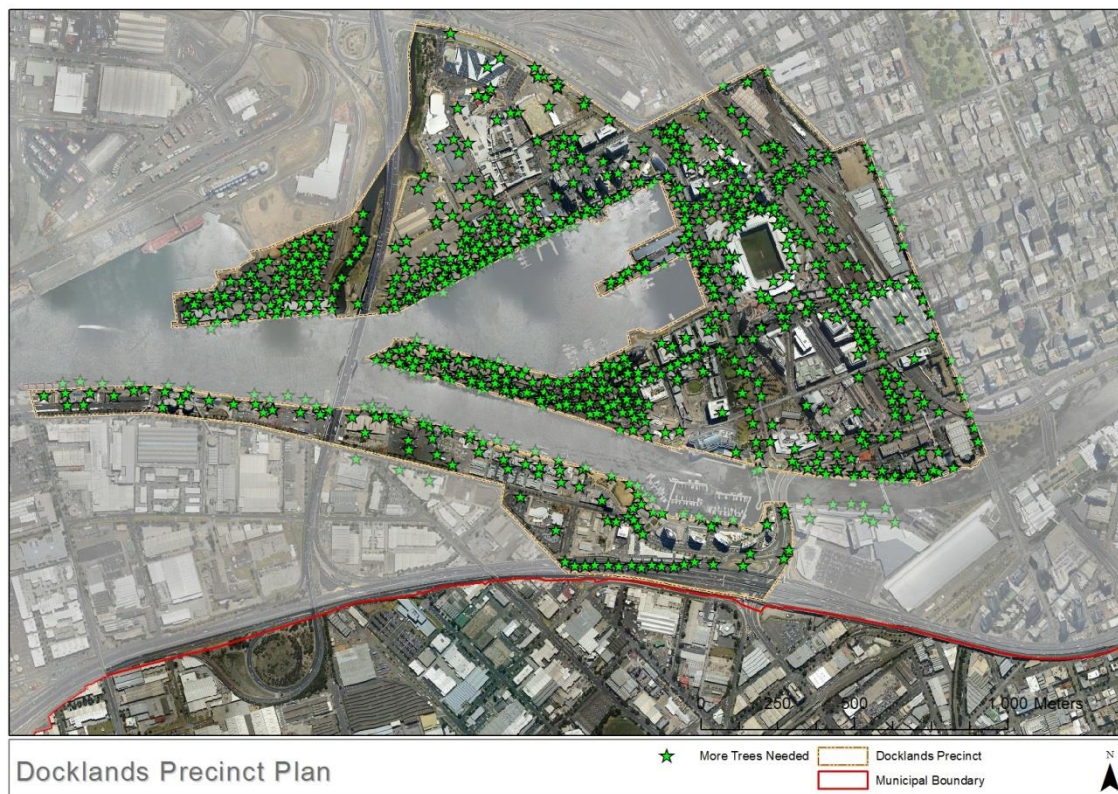 0 250 500 1,000 Meters
Docklands Precinct Plan
More Trees Needed
Docklands Precinct
Municipal Boundary
N